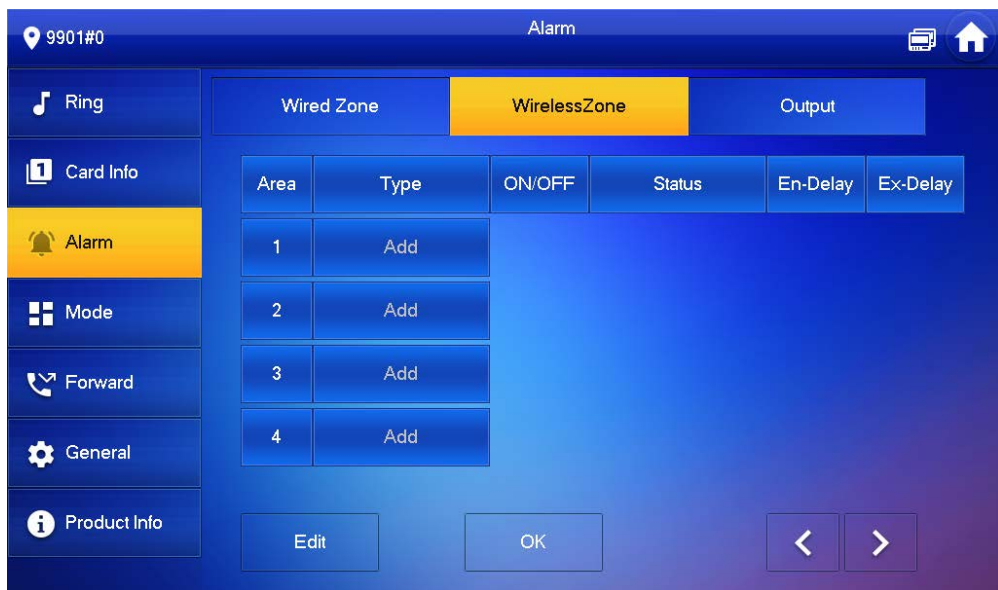 9901#0
Alarm
Ring
Card Info
Alarm
Mode
Forward
General
Product Info
Wired Zone WirelessZone Output
Area Type ON/OFF Status En-Delay Ex-Delay
1 Add
2 Add
3 Add
4 Add
Edit OK